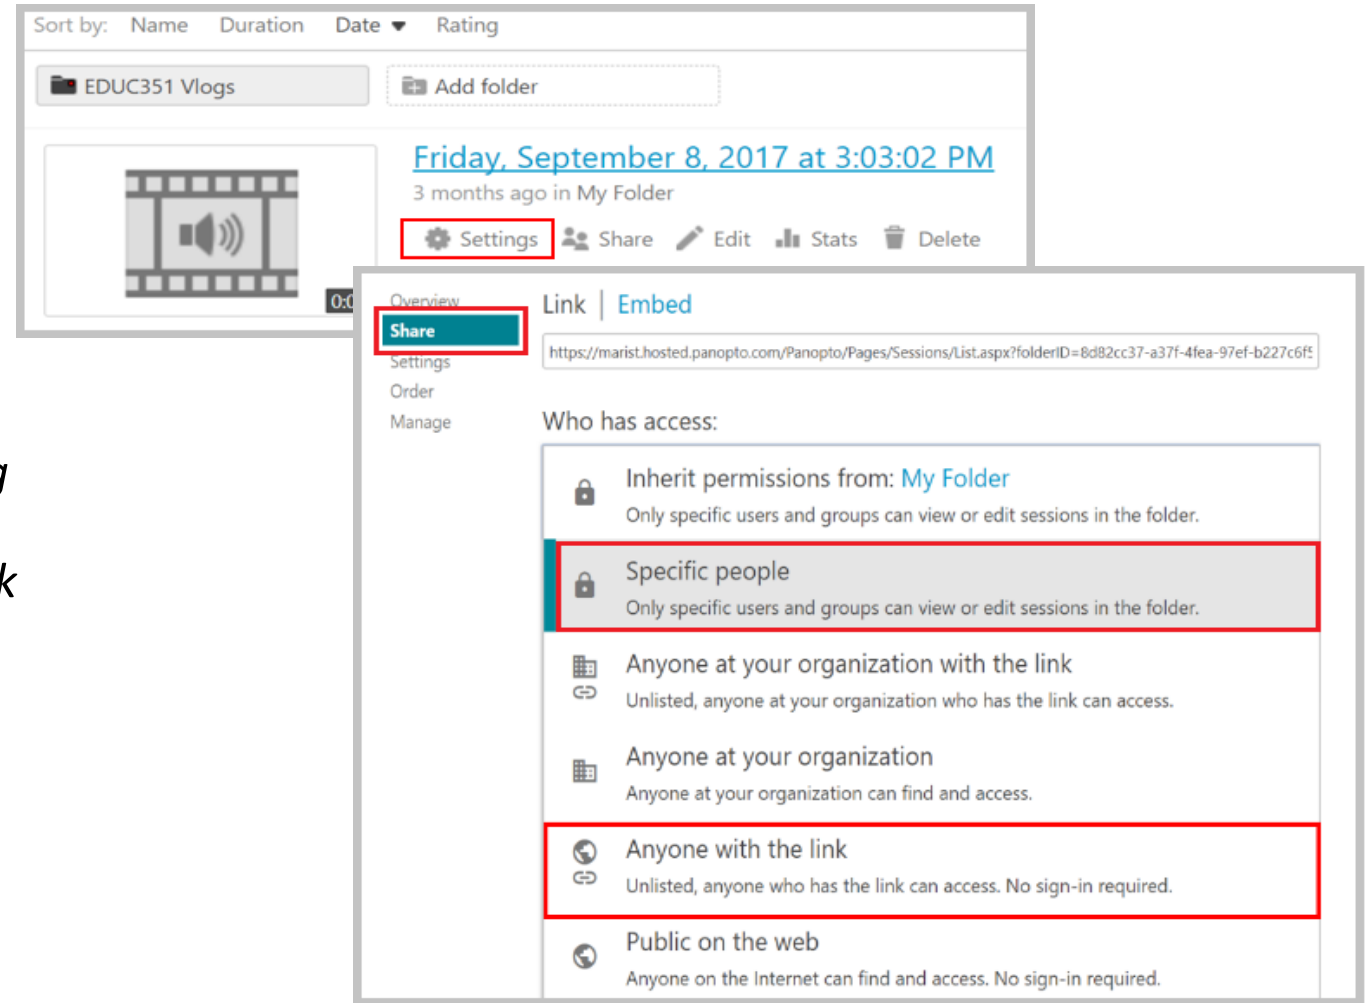 Sort by: Name Duration Date Rating
EDUC351 Vlogs Add folder
Friday, September 8, 2017 at 3:03:02 PM
3 months ago in My Folder
Settings Share Edit Stats Delete
Overview
Share
Settings
Order
Manage
Link | Embed
https://marist.hosted.panopto.com/Panopto/Pages/Sessions/List.aspx?folderID=8d82cc37-a37f-4fea-97ef-b227c6f5
Who has access:
Inherit permissions from: My Folder
Only specific users and groups can view or edit sessions in the folder.
Specific people
Only specific users and groups can view or edit sessions in the folder.
Anyone at your organization with the link
Unlisted, anyone at your organization who has the link can access.
Anyone at your organization
Anyone at your organization can find and access.
Anyone with the link
Unlisted, anyone who has the link can access. No sign-in required.
Public on the web
Anyone on the Internet can find and access. No sign-in required.